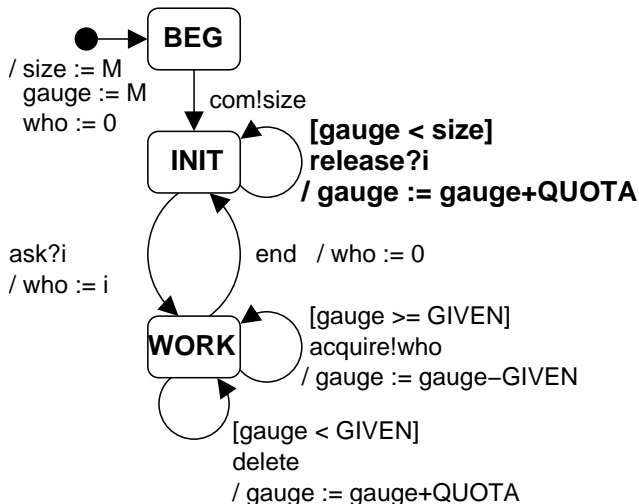 BEG
/ size := M
gauge := M
who := 0
com!size
INIT
[gauge < size]
release?i
/ gauge := gauge+QUOTA
ask?i
/ who := i
end / who := 0
WORK
[gauge >= GIVEN]
acquire!who
/ gauge := gauge−GIVEN
[gauge < GIVEN]
delete
/ gauge := gauge+QUOTA